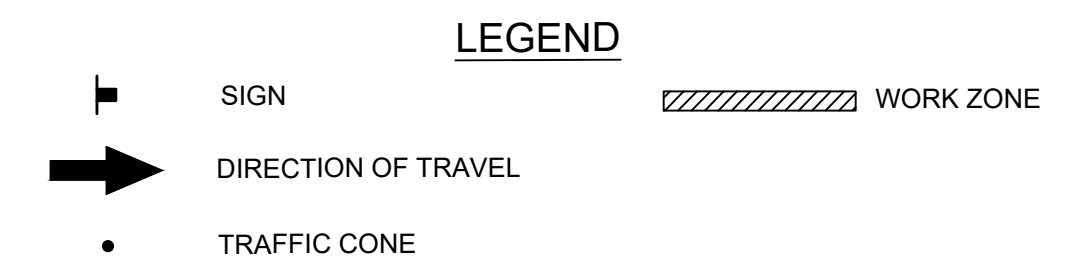 LEGEND
SIGN
WORK ZONE
DIRECTION OF TRAVEL
TRAFFIC CONE